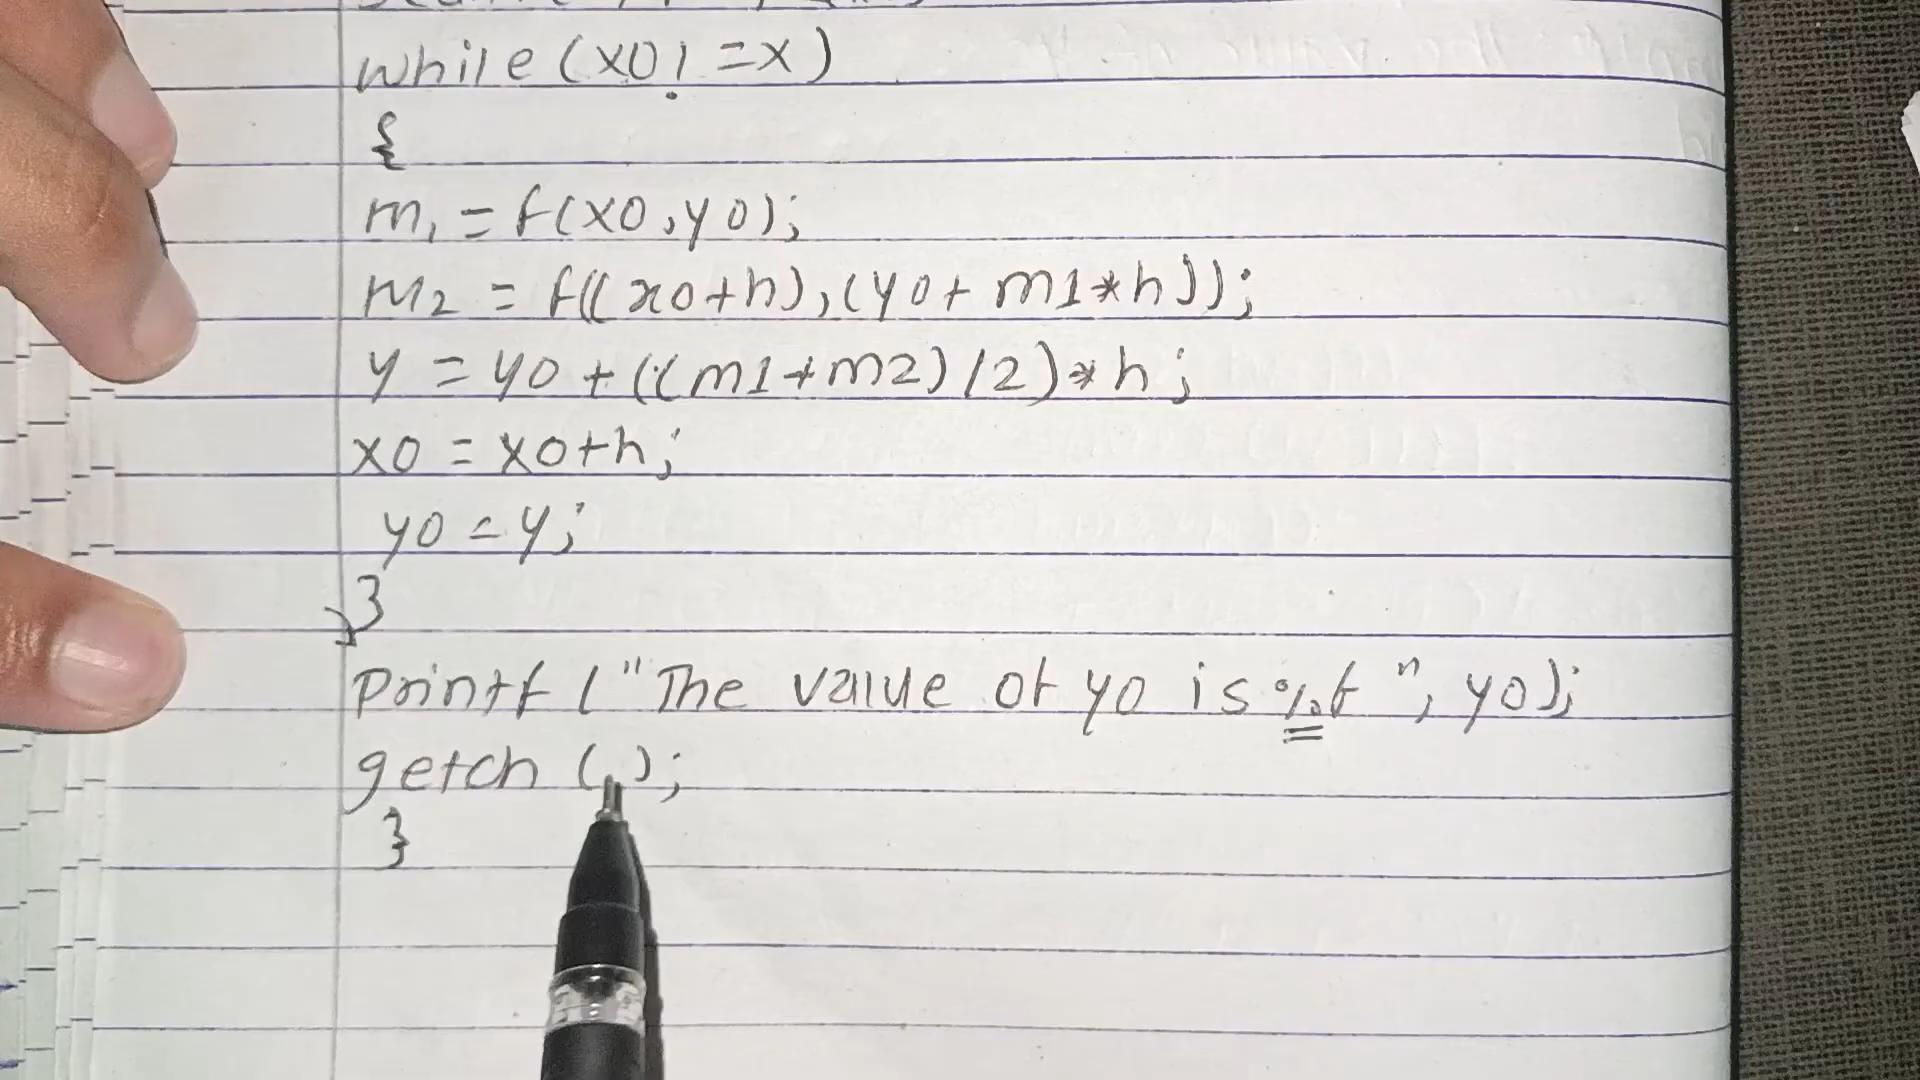 while (x0! =x)
{
m1 = f(x0,y0);
m2 = f((x0+h),(y0+ m1*h));
y = y0 + ((m1+m2)/2)*h;
x0 = x0+h;
y0 = y;
}
printf ("The value of y0 is %f ", y0);
getch ( );
}